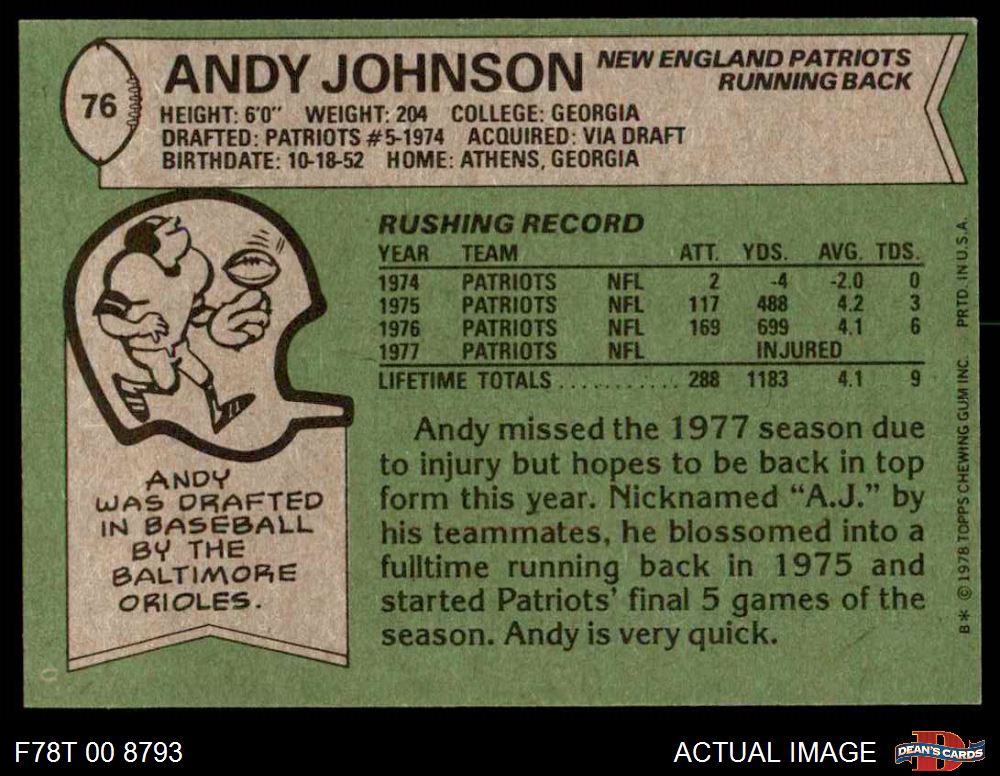 76
ANDY JOHNSON
NEW ENGLAND PATRIOTS
RUNNING BACK
HEIGHT: 6'0" WEIGHT: 204 COLLEGE: GEORGIA
DRAFTED: PATRIOTS #5-1974 ACQUIRED: VIA DRAFT
BIRTHDATE: 10-18-52 HOME: ATHENS, GEORGIA
ANDY
WAS DRAFTED
IN BASEBALL
BY THE
BALTIMORE
ORIOLES.
RUSHING RECORD
YEAR TEAM ATT. YDS. AVG. TDS.
1974 PATRIOTS NFL 2 -4 -2.0 0
1975 PATRIOTS NFL 117 488 4.2 3
1976 PATRIOTS NFL 169 699 4.1 6
1977 PATRIOTS NFL INJURED
LIFETIME TOTALS........... 288 1183 4.1 9
Andy missed the 1977 season due
to injury but hopes to be back in top
form this year. Nicknamed "A.J." by
his teammates, he blossomed into a
fulltime running back in 1975 and
started Patriots' final 5 games of the
season. Andy is very quick.
B* © 1978 TOPPS CHEWING GUM INC. PRTD. IN U.S.A.
F78T 00 8793
ACTUAL IMAGE
DEAN'S CARDS